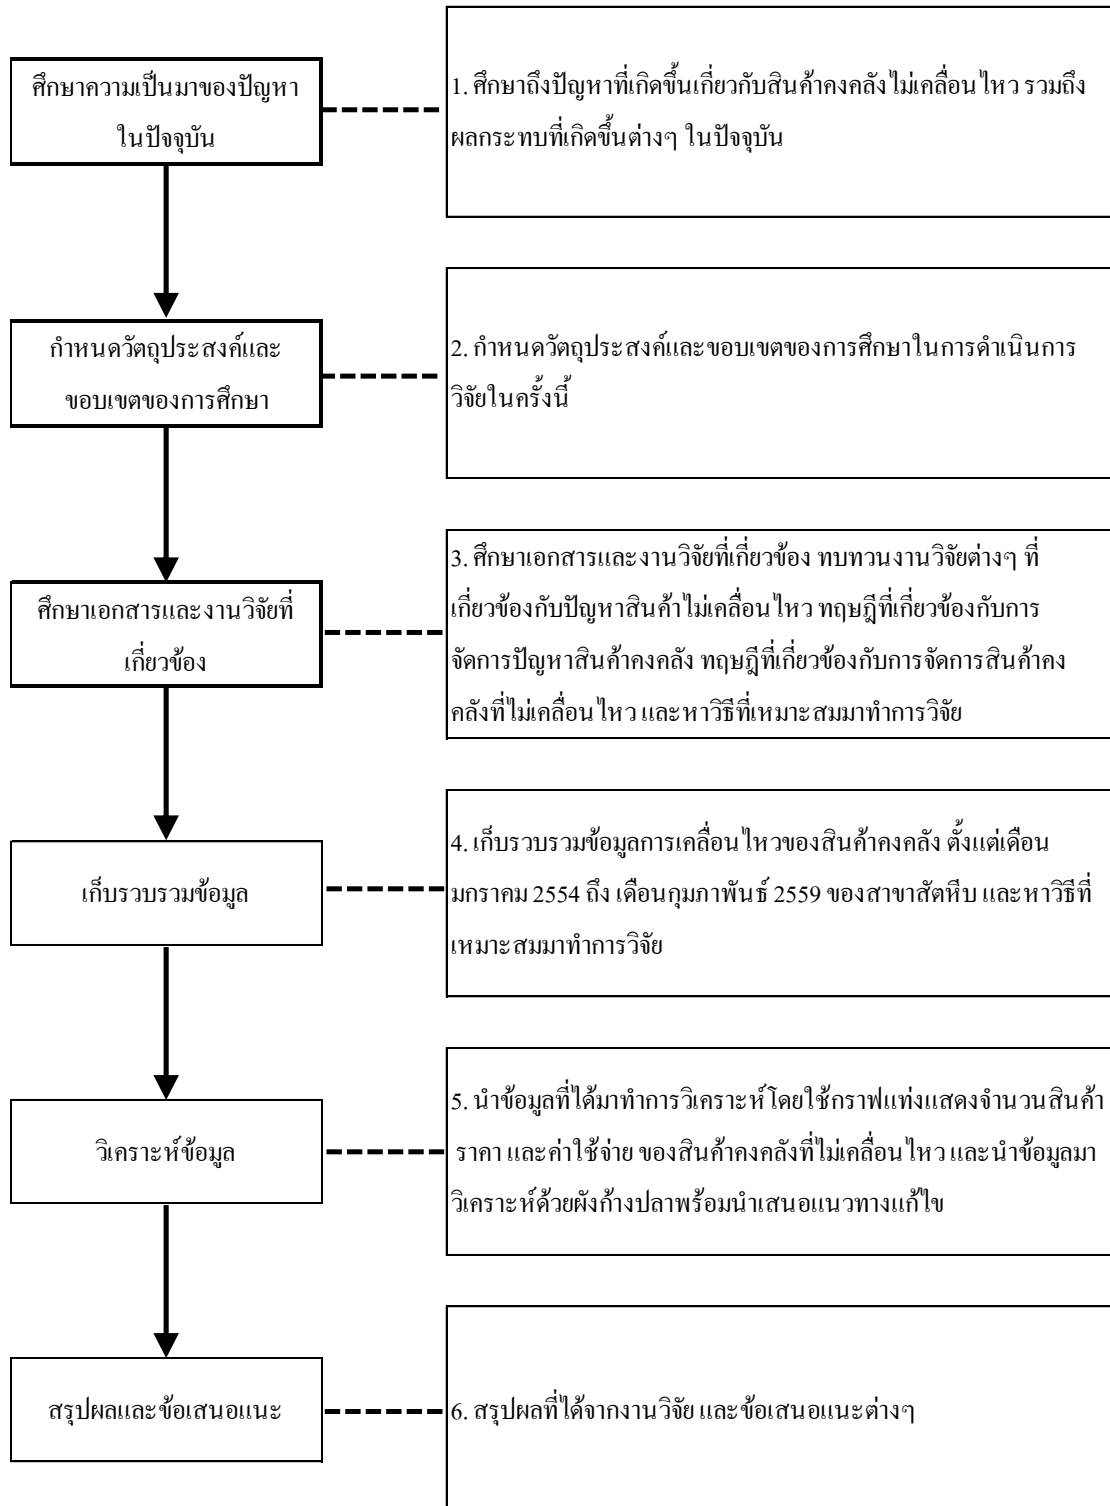 ศึกษาความเป็นมาของปัญหา
ในปัจจุบัน
1. ศึกษาถึงปัญหาที่เกิดขึ้นเกี่ยวกับสินค้าคงคลังไม่เคลื่อนไหว รวมถึง
ผลกระทบที่เกิดขึ้นต่างๆ ในปัจจุบัน
กำหนดวัตถุประสงค์และ
ขอบเขตของการศึกษา
2. กำหนดวัตถุประสงค์และขอบเขตของการศึกษาในการดำเนินการ
วิจัยในครั้งนี้
ศึกษาเอกสารและงานวิจัยที่
เกี่ยวข้อง
3. ศึกษาเอกสารและงานวิจัยที่เกี่ยวข้อง ทบทวนงานวิจัยต่างๆ ที่
เกี่ยวข้องกับปัญหาสินค้าไม่เคลื่อนไหว ทฤษฎีที่เกี่ยวข้องกับการ
จัดการปัญหาสินค้าคงคลัง ทฤษฎีที่เกี่ยวข้องกับการจัดการสินค้าคง
คลังที่ไม่เคลื่อนไหว และหาวิธีที่เหมาะสมมาทำการวิจัย
เก็บรวบรวมข้อมูล
4. เก็บรวบรวมข้อมูลการเคลื่อนไหวของสินค้าคงคลัง ตั้งแต่เดือน
มกราคม 2554 ถึง เดือนกุมภาพันธ์ 2559 ของสาขาสัตหีบ และหาวิธีที่
เหมาะสมมาทำการวิจัย
วิเคราะห์ข้อมูล
5. นำข้อมูลที่ได้มาทำการวิเคราะห์โดยใช้กราฟแท่งแสดงจำนวนสินค้า
ราคา และค่าใช้จ่าย ของสินค้าคงคลังที่ไม่เคลื่อนไหว และนำข้อมูลมา
วิเคราะห์ด้วยผังก้างปลาพร้อมนำเสนอแนวทางแก้ไข
สรุปผลและข้อเสนอแนะ
6. สรุปผลที่ได้จากงานวิจัย และข้อเสนอแนะต่างๆ